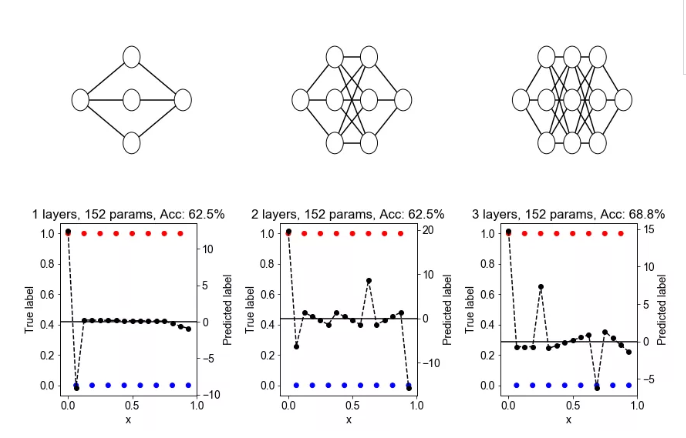 1 layers, 152 params, Acc: 62.5%
1.0
0.8
0.6
0.4
0.2
0.0
True label
10
5
0
−5
−10
Predicted label
0.0 0.5 1.0
x
2 layers, 152 params, Acc: 62.5%
1.0
0.8
0.6
0.4
0.2
0.0
True label
20
10
0
−10
Predicted label
0.0 0.5 1.0
x
3 layers, 152 params, Acc: 68.8%
1.0
0.8
0.6
0.4
0.2
0.0
True label
15
10
5
0
−5
Predicted label
0.0 0.5 1.0
x